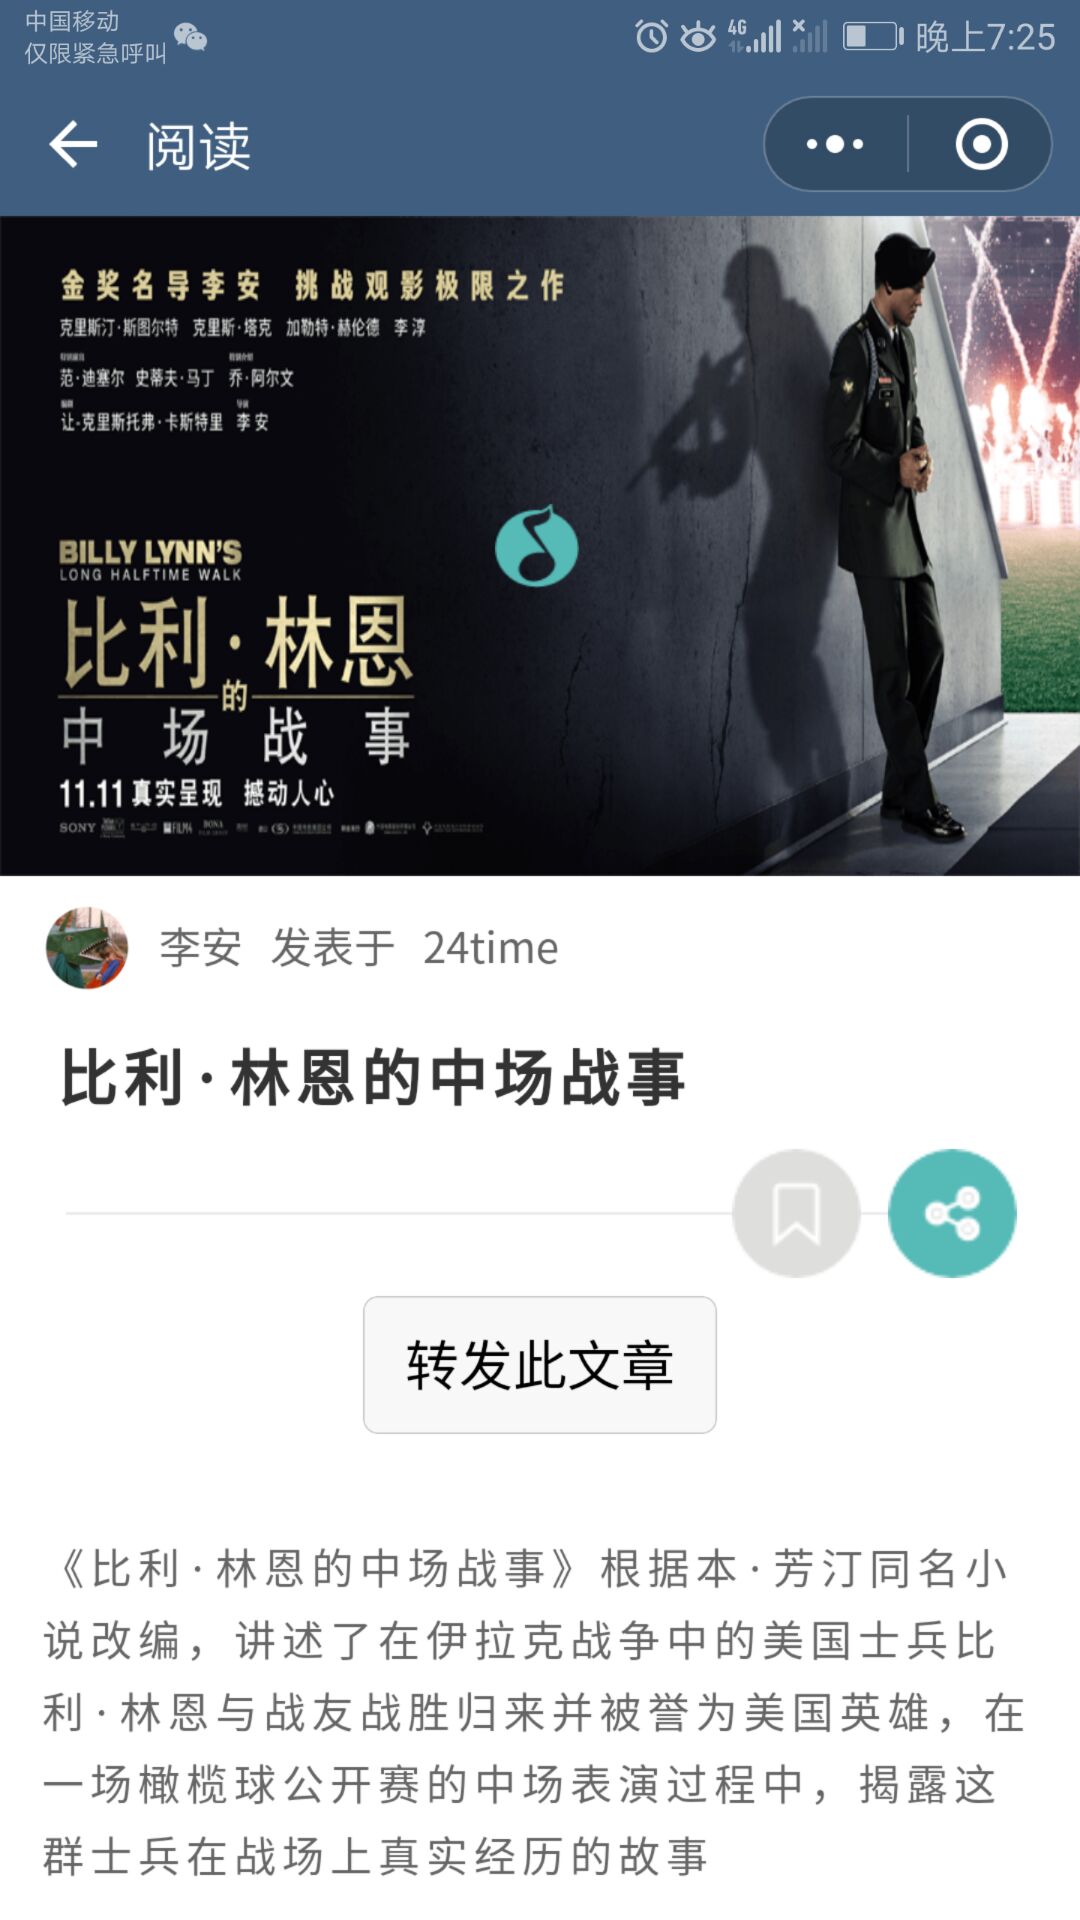 中国移动
仅限紧急呼叫
4G
晚上7:25
阅读
金奖名导李安 挑战观影极限之作
克里斯汀·斯图尔特 克里斯·塔克 加勒特·赫伦德 李淳
范·迪塞尔 史蒂夫·马丁 乔·阿尔文
编剧 导演
让-克里斯托弗·卡斯特里 李安
BILLY LYNN'S
LONG HALFTIME WALK
比利·林恩
的
中场战事
11.11 真实呈现 撼动人心
SONY FILM4 BONA
李安 发表于 24time
比利·林恩的中场战事
转发此文章
《比利·林恩的中场战事》根据本·芳汀同名小
说改编，讲述了在伊拉克战争中的美国士兵比
利·林恩与战友战胜归来并被誉为美国英雄，在
一场橄榄球公开赛的中场表演过程中，揭露这
群士兵在战场上真实经历的故事